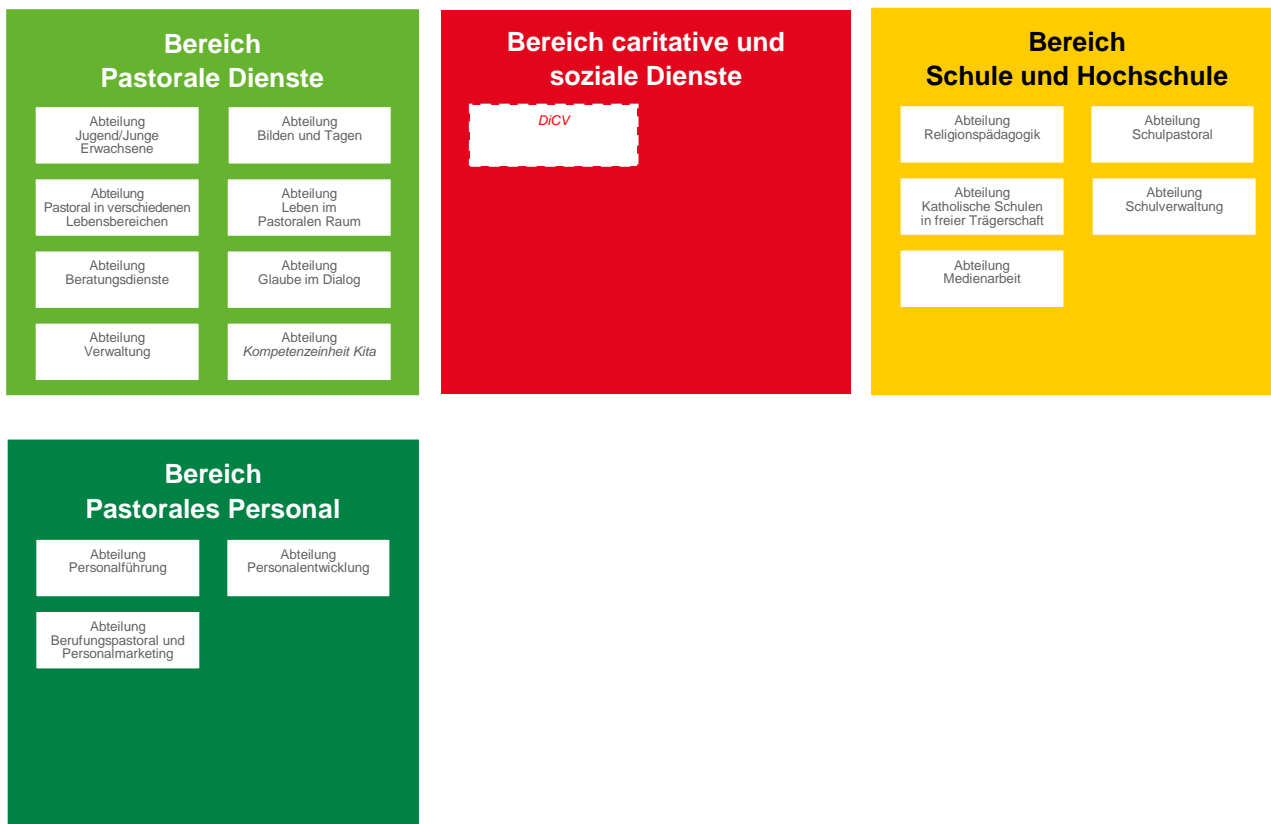 Bereich
Pastorale Dienste
Abteilung
Jugend/Junge
Erwachsene
Abteilung
Bilden und Tagen
Abteilung
Pastoral in verschiedenen
Lebensbereichen
Abteilung
Leben im
Pastoralen Raum
Abteilung
Beratungsdienste
Abteilung
Glaube im Dialog
Abteilung
Verwaltung
Abteilung
Kompetenzeinheit Kita
Bereich caritative und
soziale Dienste
DiCV
Bereich
Schule und Hochschule
Abteilung
Religionspädagogik
Abteilung
Schulpastoral
Abteilung
Katholische Schulen
in freier Trägerschaft
Abteilung
Schulverwaltung
Abteilung
Medienarbeit
Bereich
Pastorales Personal
Abteilung
Personalführung
Abteilung
Personalentwicklung
Abteilung
Berufungspastoral und
Personalmarketing